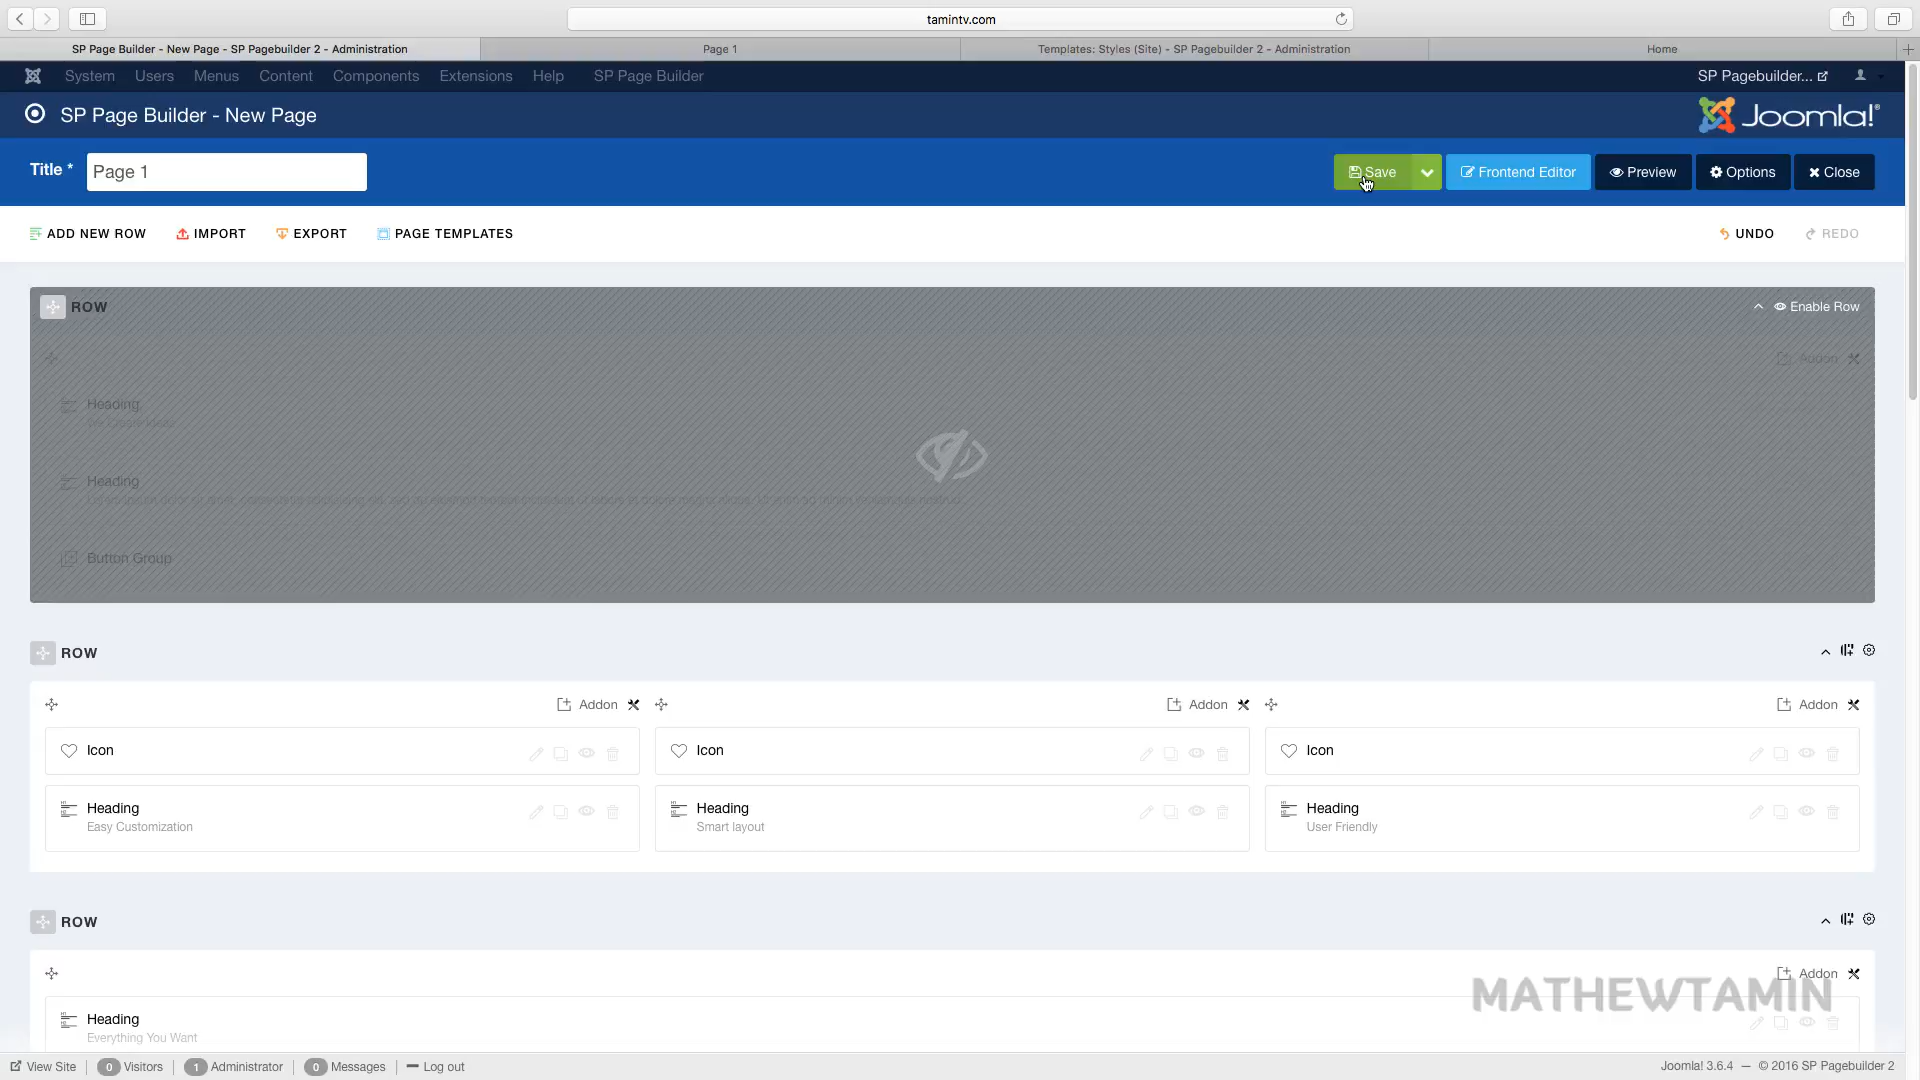 tamintv.com
SP Page Builder - New Page - SP Pagebuilder 2 - Administration
Page 1
Templates: Styles (Site) - SP Pagebuilder 2 - Administration
Home
System Users Menus Content Components Extensions Help SP Page Builder
SP Pagebuilder...
SP Page Builder - New Page
Joomla!®
Title *
Page 1
Save
Frontend Editor
Preview
Options
Close
ADD NEW ROW
IMPORT
EXPORT
PAGE TEMPLATES
UNDO
REDO
ROW
Enable Row
Addon
Heading
We Create Ideas
Heading
Button Group
ROW
Addon
Addon
Addon
Icon
Icon
Icon
Heading
Easy Customization
Heading
Smart layout
Heading
User Friendly
ROW
Addon
Heading
Everything You Want
MATHEWTAMIN
View Site
0 Visitors
1 Administrator
0 Messages
Log out
Joomla! 3.6.4 — © 2016 SP Pagebuilder 2